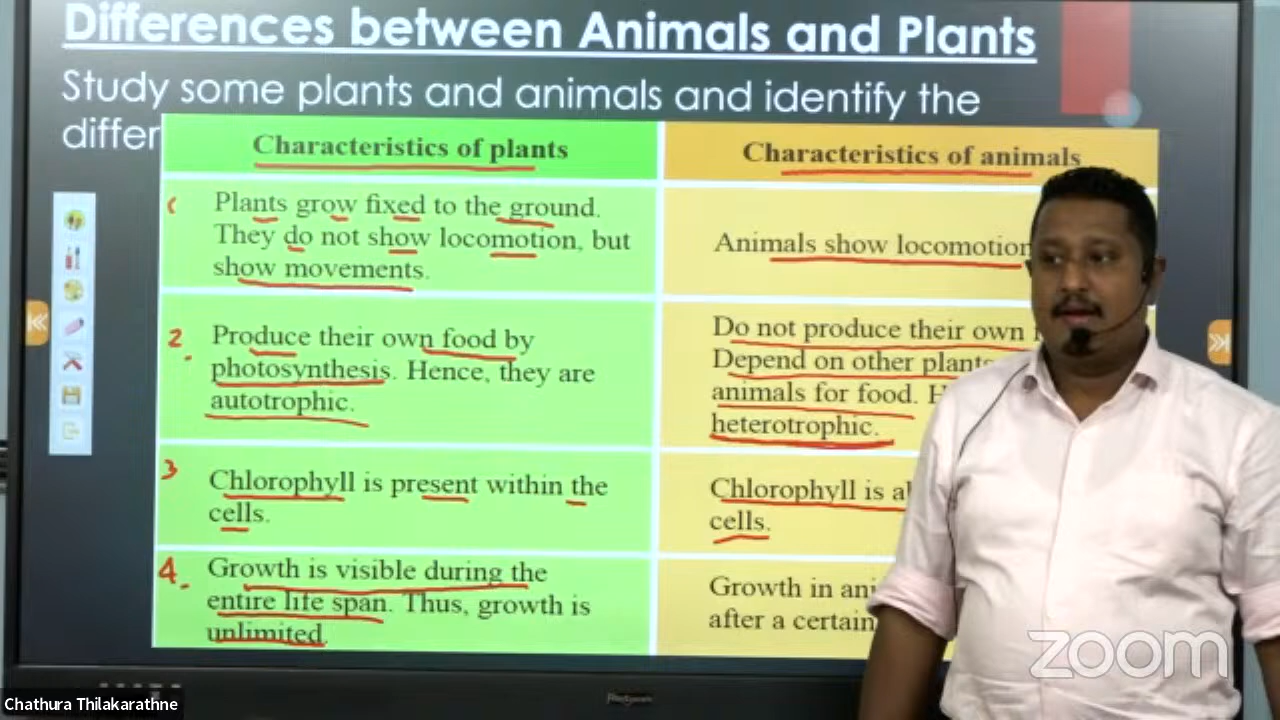 Differences between Animals and Plants
Study some plants and animals and identify the
differ
Characteristics of plants
Characteristics of animals
1
Plants grow fixed to the ground.
They do not show locomotion, but
show movements.
Animals show locomotion
2.
Produce their own food by
photosynthesis. Hence, they are
autotrophic.
Do not produce their own
Depend on other plants
animals for food. H
heterotrophic.
3
Chlorophyll is present within the
cells.
Chlorophyll is a
cells.
4.
Growth is visible during the
entire life span. Thus, growth is
unlimited.
Growth in ani
after a certain
zoom
Chathura Thilakarathne